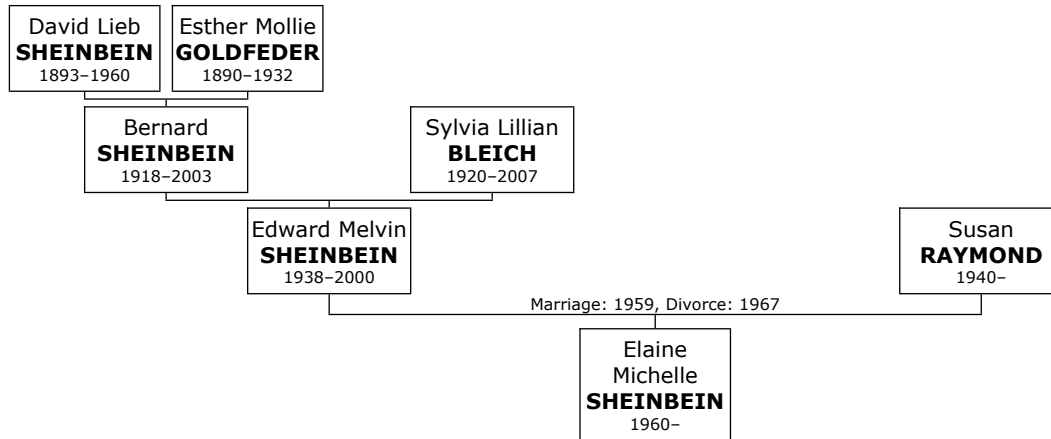 David Lieb
SHEINBEIN
1893–1960
Esther Mollie
GOLDFEDER
1890–1932
Bernard
SHEINBEIN
1918–2003
Sylvia Lillian
BLEICH
1920–2007
Edward Melvin
SHEINBEIN
1938–2000
Susan
RAYMOND
1940–
Marriage: 1959, Divorce: 1967
Elaine
Michelle
SHEINBEIN
1960–